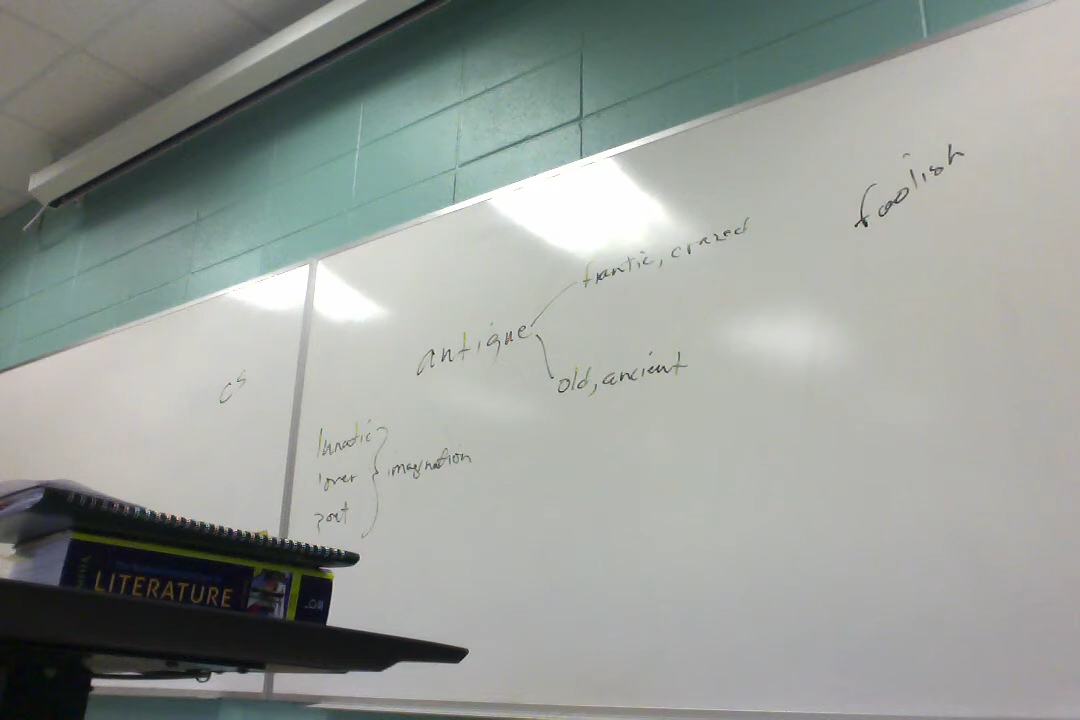 foolish
frantic, crazed
antique
old, ancient
cs
lunatic
lover
poet
imagination
LITERATURE